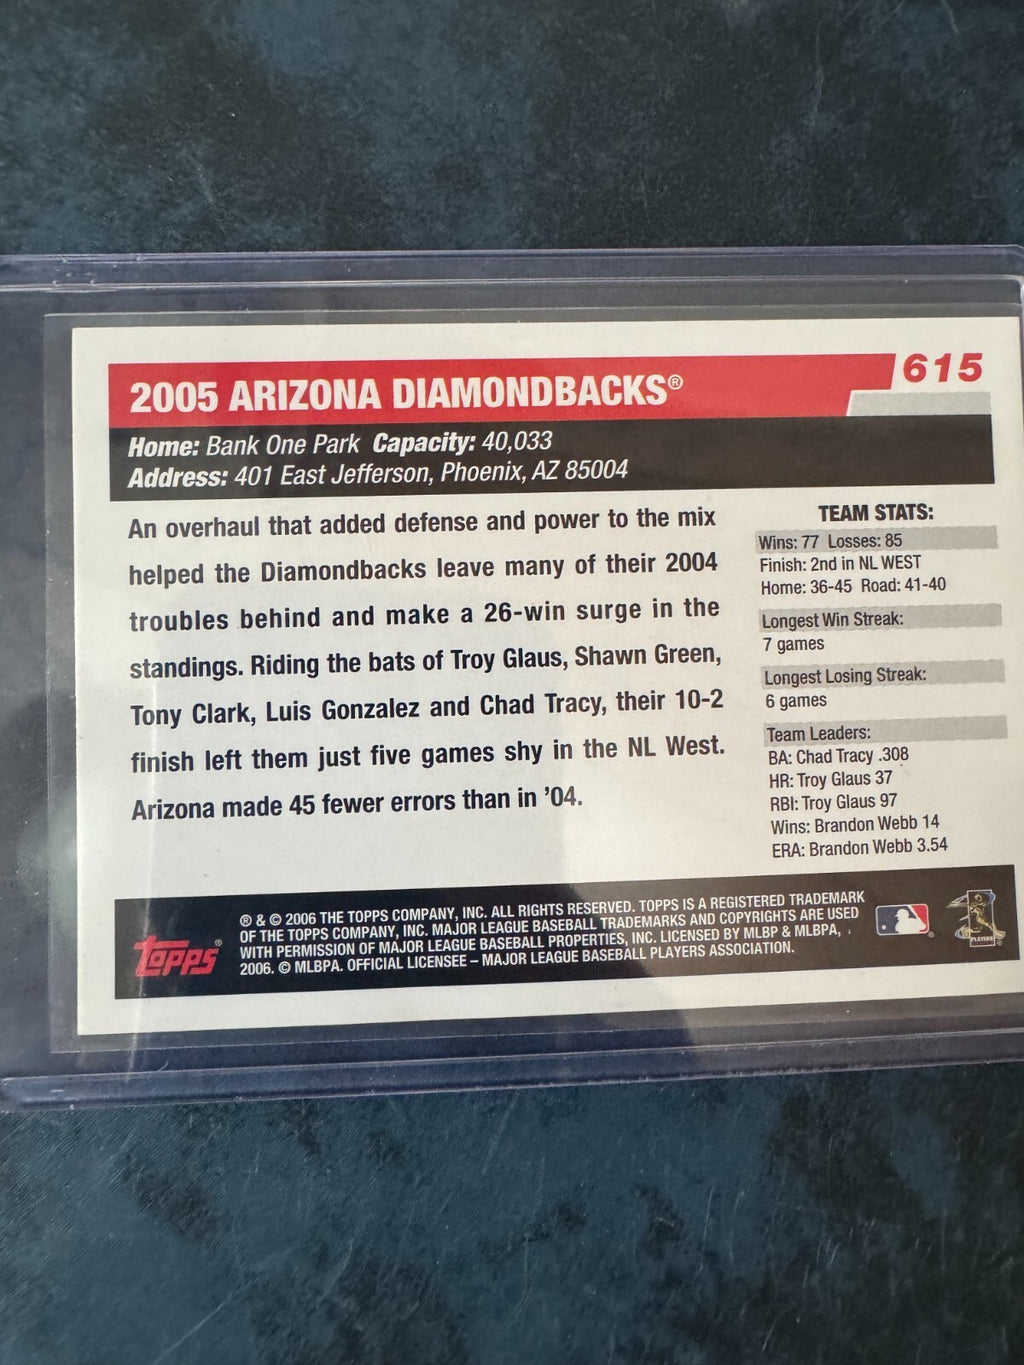 2005 ARIZONA DIAMONDBACKS®
615
Home: Bank One Park Capacity: 40,033
Address: 401 East Jefferson, Phoenix, AZ 85004
An overhaul that added defense and power to the mix
helped the Diamondbacks leave many of their 2004
troubles behind and make a 26-win surge in the
standings. Riding the bats of Troy Glaus, Shawn Green,
Tony Clark, Luis Gonzalez and Chad Tracy, their 10-2
finish left them just five games shy in the NL West.
Arizona made 45 fewer errors than in '04.
TEAM STATS:
Wins: 77 Losses: 85
Finish: 2nd in NL WEST
Home: 36-45 Road: 41-40
Longest Win Streak:
7 games
Longest Losing Streak:
6 games
Team Leaders:
BA: Chad Tracy .308
HR: Troy Glaus 37
RBI: Troy Glaus 97
Wins: Brandon Webb 14
ERA: Brandon Webb 3.54
TOPPS®
® & © 2006 THE TOPPS COMPANY, INC. ALL RIGHTS RESERVED. TOPPS IS A REGISTERED TRADEMARK
OF THE TOPPS COMPANY, INC. MAJOR LEAGUE BASEBALL TRADEMARKS AND COPYRIGHTS ARE USED
WITH PERMISSION OF MAJOR LEAGUE BASEBALL PROPERTIES, INC. LICENSED BY MLBP & MLBPA,
2006. © MLBPA. OFFICIAL LICENSEE – MAJOR LEAGUE BASEBALL PLAYERS ASSOCIATION.
PLAYERS